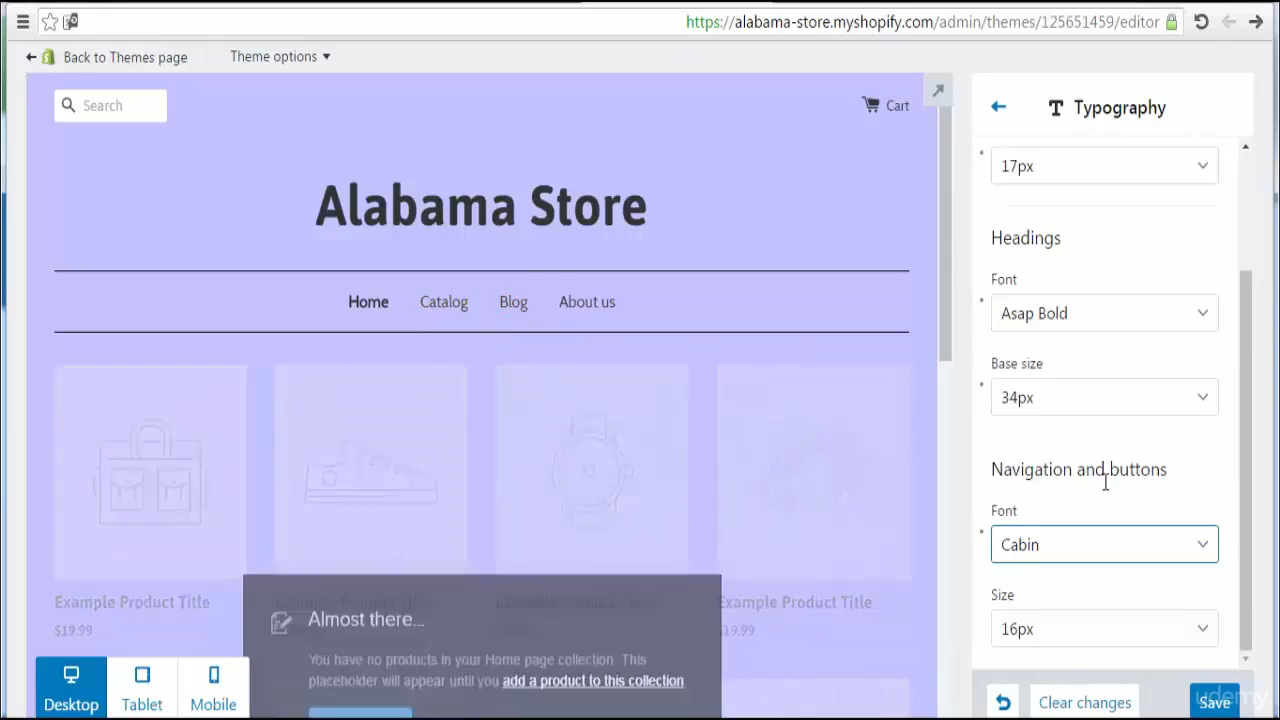 https://alabama-store.myshopify.com/admin/themes/125651459/editor
Back to Themes page
Theme options
Search
Cart
Alabama Store
Home
Catalog
Blog
About us
Example Product Title
$19.99
Example Product Title
$19.99
Almost there...
You have no products in your Home page collection. This
placeholder will appear until you add a product to this collection
Desktop
Tablet
Mobile
Typography
17px
Headings
Font
Asap Bold
Base size
34px
Navigation and buttons
Font
Cabin
Size
16px
Clear changes
Save
udemy